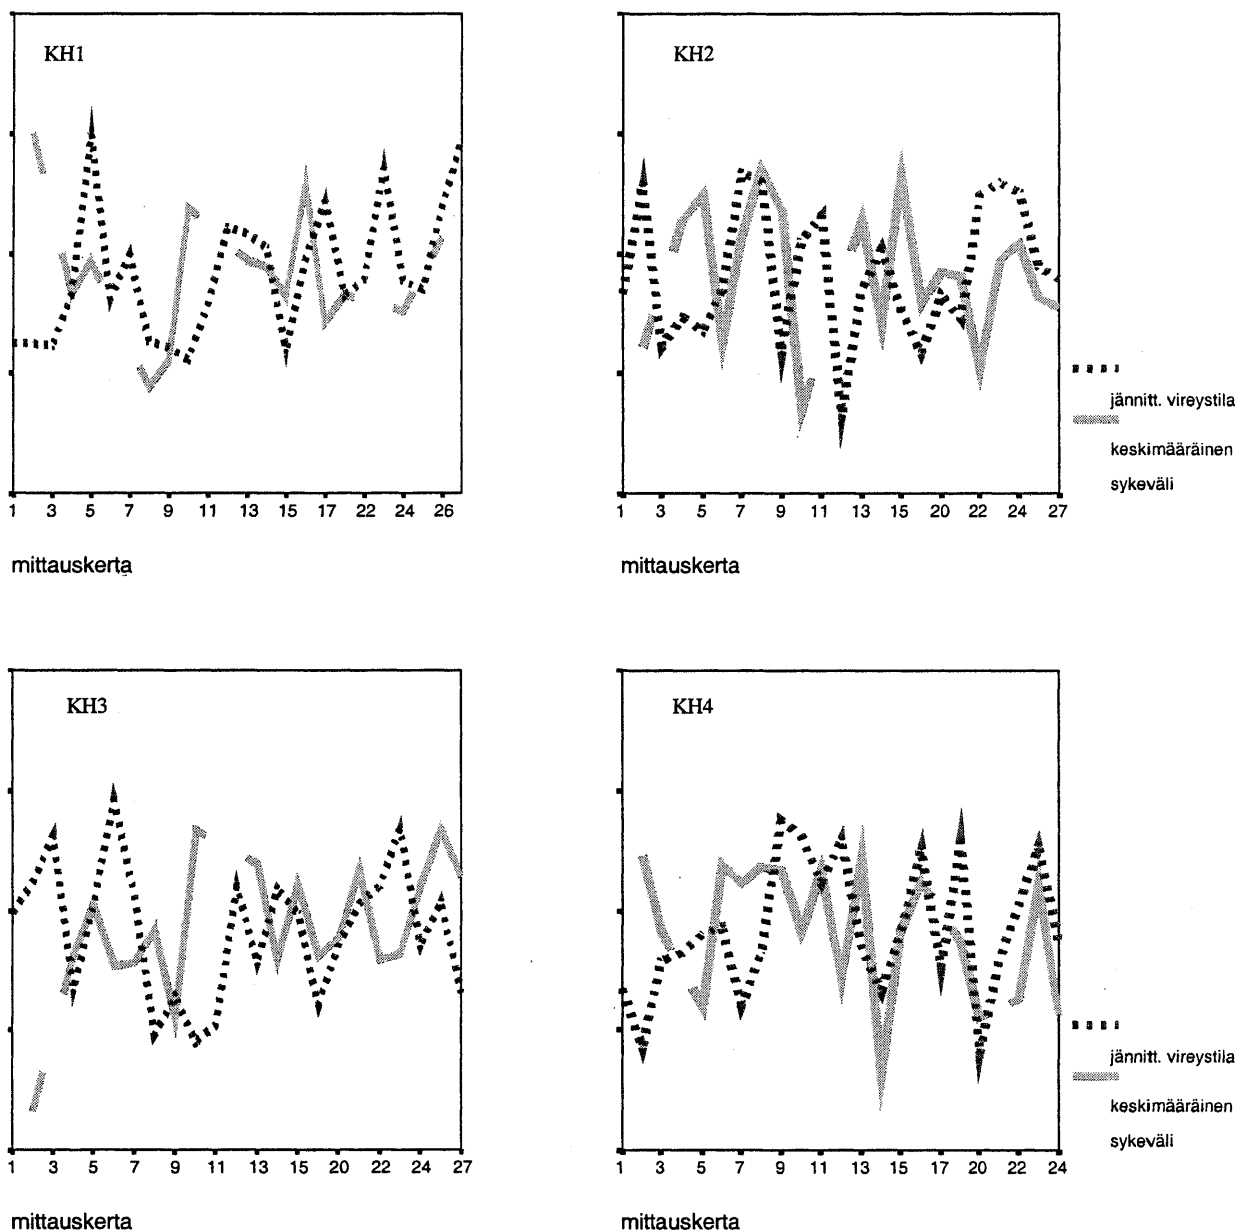 KH1
1 3 5 7 9 11 13 15 17 20 22 24 26
mittauskerta
KH2
1 3 5 7 9 11 13 15 20 22 24 27
mittauskerta
jännitt. vireystila
keskimääräinen
sykeväli
KH3
1 3 5 7 9 11 13 15 20 22 24 27
mittauskerta
KH4
1 3 5 7 9 11 13 15 17 20 22 24
mittauskerta
jännitt. vireystila
keskimääräinen
sykeväli